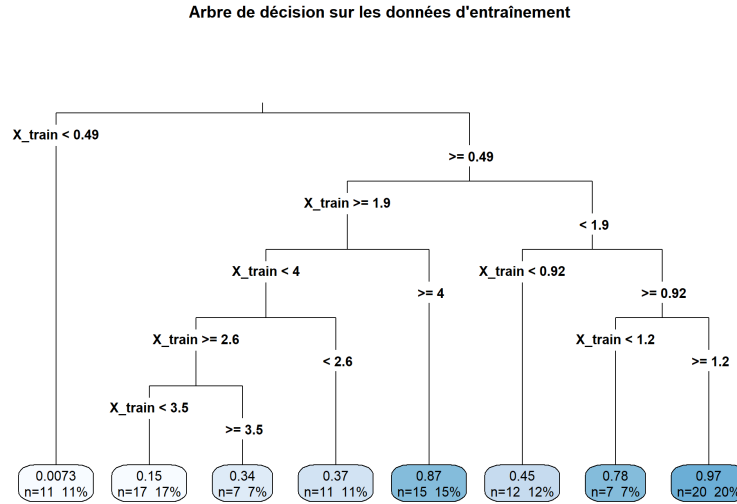 Arbre de décision sur les données d'entraînement
X_train < 0.49
>= 0.49
X_train >= 1.9
< 1.9
X_train < 4
>= 4
X_train < 0.92
>= 0.92
X_train >= 2.6
< 2.6
X_train < 1.2
>= 1.2
X_train < 3.5
>= 3.5
0.0073
n=11 11%
0.15
n=17 17%
0.34
n=7 7%
0.37
n=11 11%
0.87
n=15 15%
0.45
n=12 12%
0.78
n=7 7%
0.97
n=20 20%